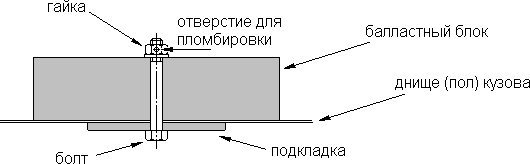 гайка
отверстие для
пломбировки
балластный блок
днище (пол) кузова
болт
подкладка